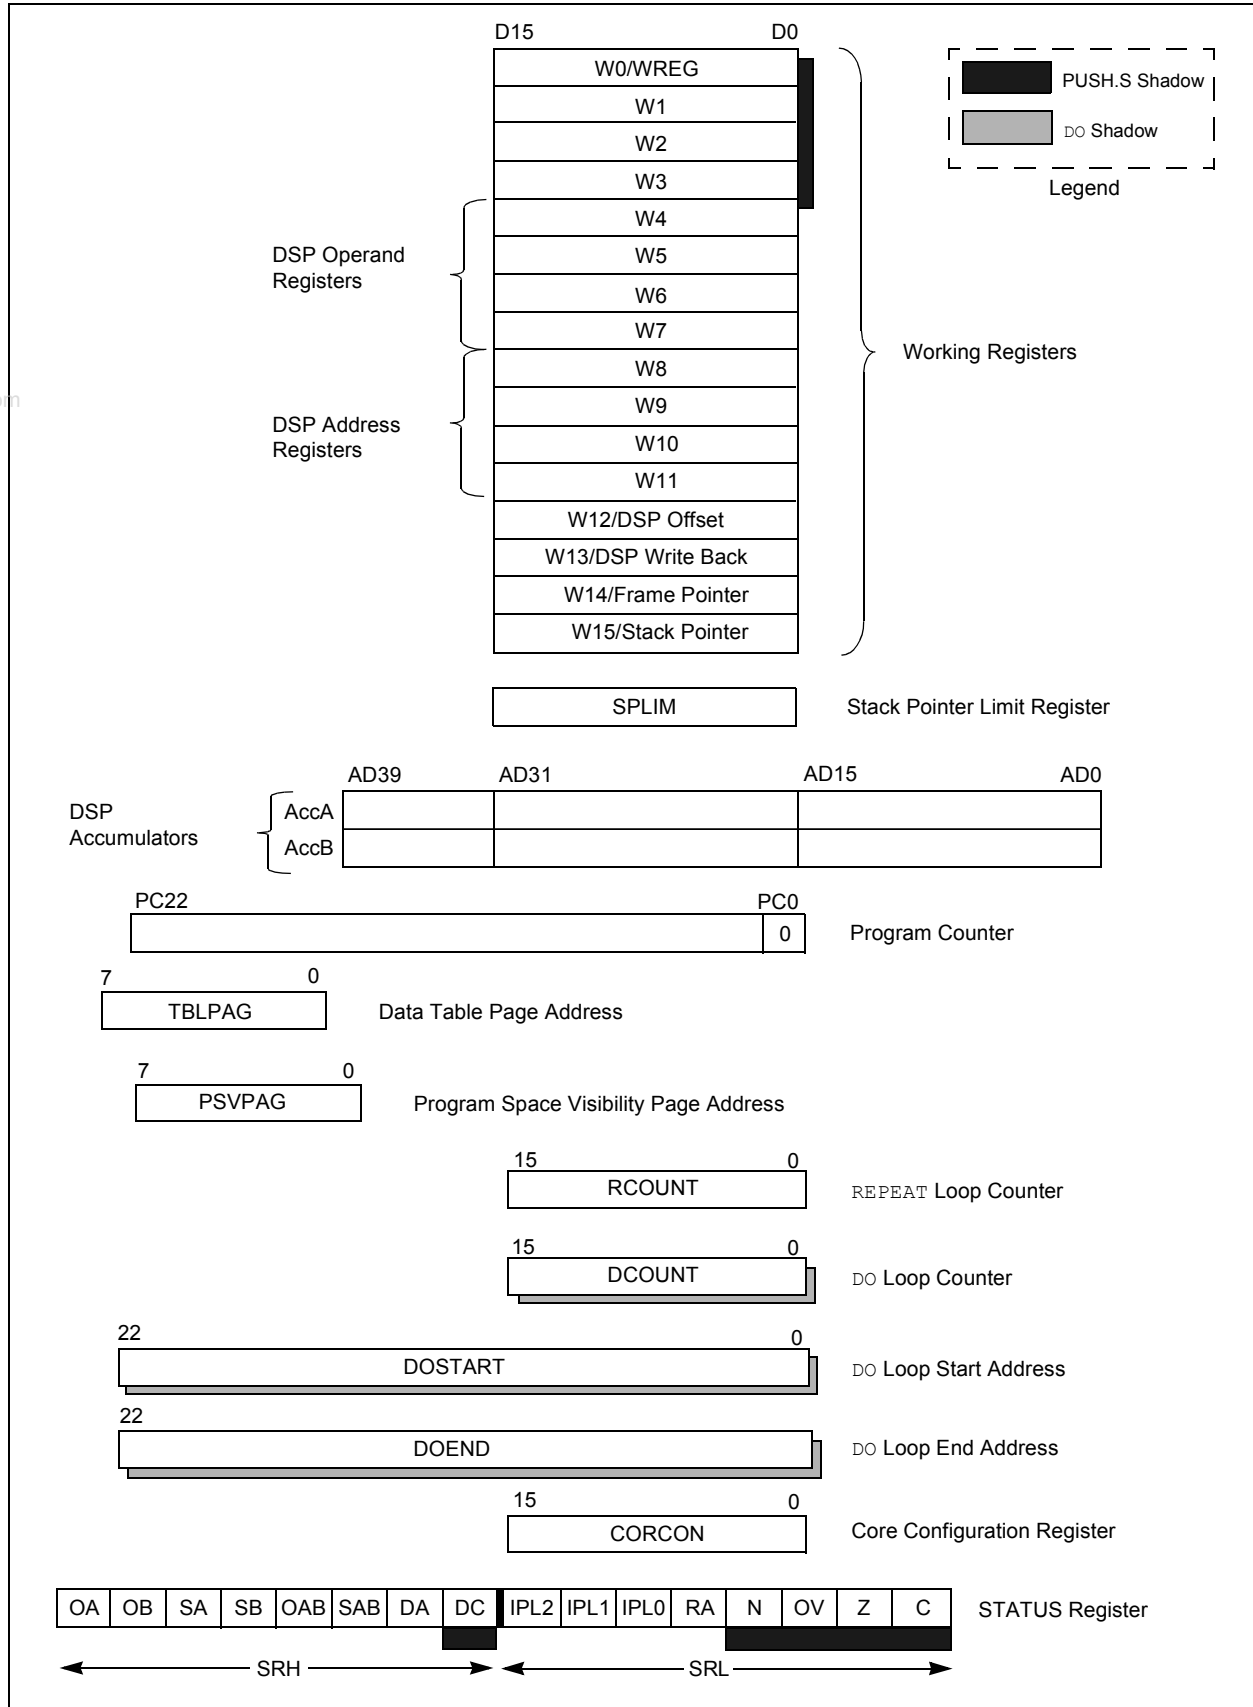 D15 D0
W0/WREG
W1
W2
W3
W4
W5
W6
W7
W8
W9
W10
W11
W12/DSP Offset
W13/DSP Write Back
W14/Frame Pointer
W15/Stack Pointer
PUSH.S Shadow
DO Shadow
Legend
DSP Operand
Registers
DSP Address
Registers
Working Registers
om
SPLIM Stack Pointer Limit Register
AD39 AD31 AD15 AD0
DSP
Accumulators
AccA
AccB
PC22 PC0
0 Program Counter
7 0
TBLPAG Data Table Page Address
7 0
PSVPAG Program Space Visibility Page Address
15 0
RCOUNT REPEAT Loop Counter
15 0
DCOUNT DO Loop Counter
22 0
DOSTART DO Loop Start Address
22
DOEND DO Loop End Address
15 0
CORCON Core Configuration Register
OA OB SA SB OAB SAB DA DC IPL2 IPL1 IPL0 RA N OV Z C STATUS Register
SRH SRL